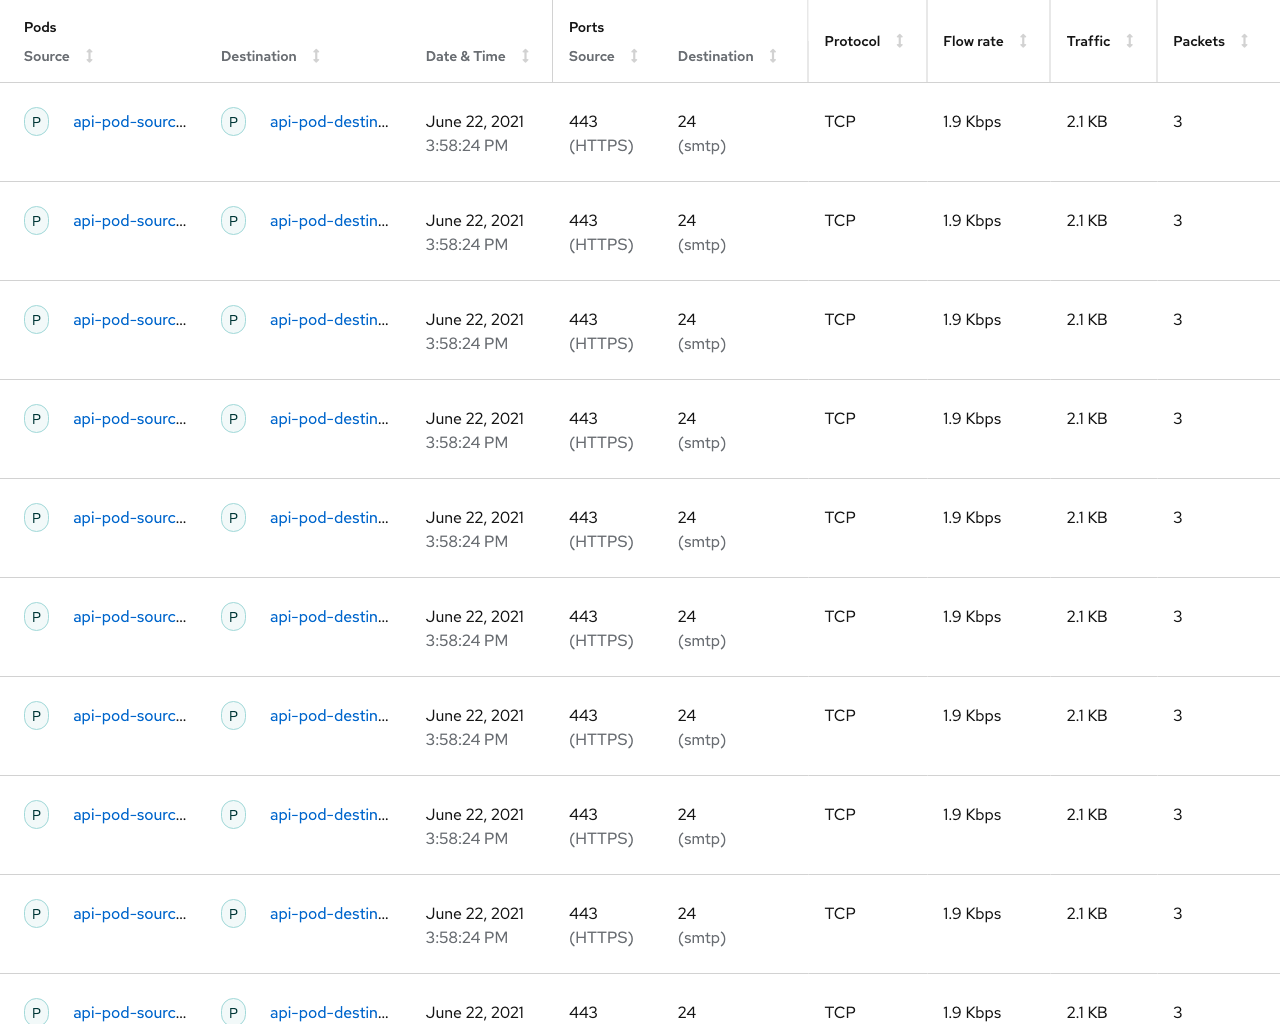 Pods Ports
Protocol Flow rate Traffic Packets
Source Destination Date & Time Source Destination
P api-pod-sourc... P api-pod-destin... June 22, 2021 443 24 TCP 1.9 Kbps 2.1 KB 3
3:58:24 PM (HTTPS) (smtp)
P api-pod-sourc... P api-pod-destin... June 22, 2021 443 24 TCP 1.9 Kbps 2.1 KB 3
3:58:24 PM (HTTPS) (smtp)
P api-pod-sourc... P api-pod-destin... June 22, 2021 443 24 TCP 1.9 Kbps 2.1 KB 3
3:58:24 PM (HTTPS) (smtp)
P api-pod-sourc... P api-pod-destin... June 22, 2021 443 24 TCP 1.9 Kbps 2.1 KB 3
3:58:24 PM (HTTPS) (smtp)
P api-pod-sourc... P api-pod-destin... June 22, 2021 443 24 TCP 1.9 Kbps 2.1 KB 3
3:58:24 PM (HTTPS) (smtp)
P api-pod-sourc... P api-pod-destin... June 22, 2021 443 24 TCP 1.9 Kbps 2.1 KB 3
3:58:24 PM (HTTPS) (smtp)
P api-pod-sourc... P api-pod-destin... June 22, 2021 443 24 TCP 1.9 Kbps 2.1 KB 3
3:58:24 PM (HTTPS) (smtp)
P api-pod-sourc... P api-pod-destin... June 22, 2021 443 24 TCP 1.9 Kbps 2.1 KB 3
3:58:24 PM (HTTPS) (smtp)
P api-pod-sourc... P api-pod-destin... June 22, 2021 443 24 TCP 1.9 Kbps 2.1 KB 3
3:58:24 PM (HTTPS) (smtp)
P api-pod-sourc... P api-pod-destin... June 22, 2021 443 24 TCP 1.9 Kbps 2.1 KB 3